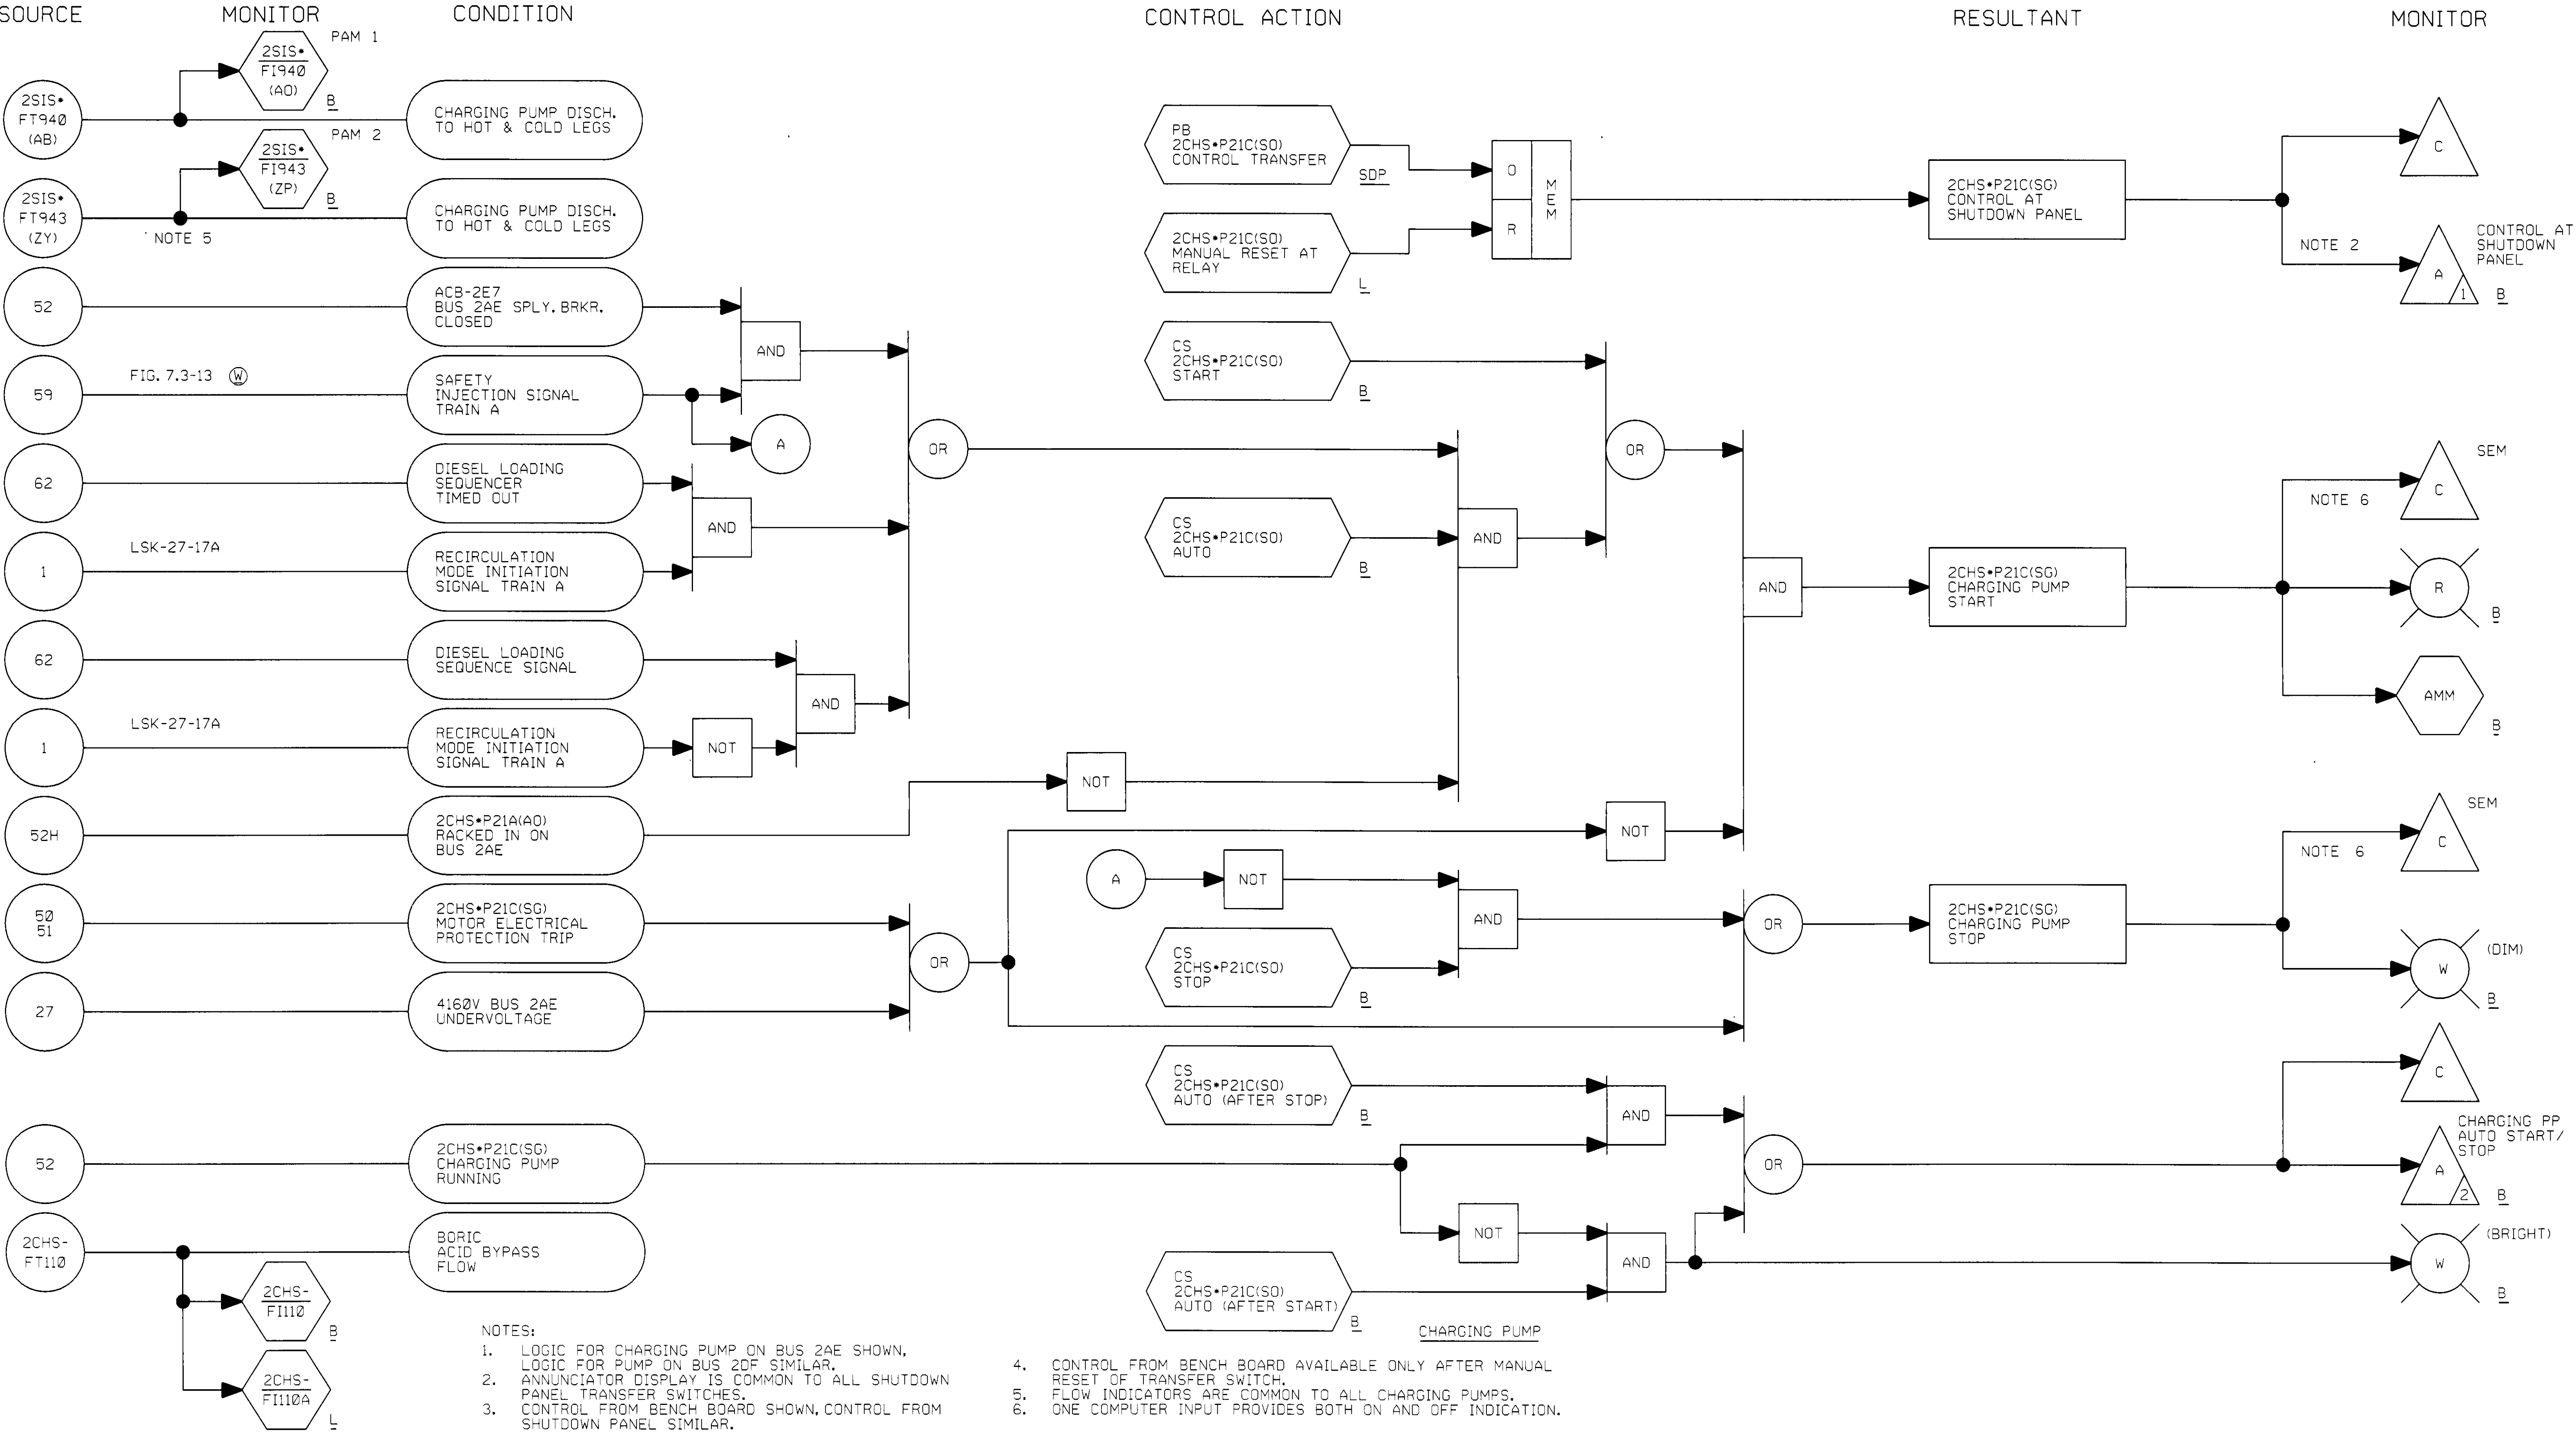 SOURCE
MONITOR
CONDITION
CONTROL ACTION
RESULTANT
MONITOR
2SIS*
FT940
(AB)
2SIS*
FI940
(AO)
PAM 1
B
CHARGING PUMP DISCH.
TO HOT & COLD LEGS
2SIS*
FT943
(ZY)
2SIS*
FI943
(ZP)
PAM 2
B
NOTE 5
CHARGING PUMP DISCH.
TO HOT & COLD LEGS
52
ACB-2E7
BUS 2AE SPLY. BRKR.
CLOSED
59
FIG. 7.3-13 W
SAFETY
INJECTION SIGNAL
TRAIN A
AND
A
62
DIESEL LOADING
SEQUENCER
TIMED OUT
1
LSK-27-17A
RECIRCULATION
MODE INITIATION
SIGNAL TRAIN A
AND
62
DIESEL LOADING
SEQUENCE SIGNAL
1
LSK-27-17A
RECIRCULATION
MODE INITIATION
SIGNAL TRAIN A
NOT
AND
OR
52H
2CHS*P21A(AO)
RACKED IN ON
BUS 2AE
NOT
50
51
2CHS*P21C(SG)
MOTOR ELECTRICAL
PROTECTION TRIP
27
4160V BUS 2AE
UNDERVOLTAGE
OR
52
2CHS*P21C(SG)
CHARGING PUMP
RUNNING
2CHS-
FT110
BORIC
ACID BYPASS
FLOW
2CHS-
FI110
B
2CHS-
FI110A
L
PB
2CHS*P21C(SO)
CONTROL TRANSFER
SDP
2CHS*P21C(SO)
MANUAL RESET AT
RELAY
L
O
R
MEM
2CHS*P21C(SG)
CONTROL AT
SHUTDOWN PANEL
C
NOTE 2
A
1
CONTROL AT
SHUTDOWN
PANEL
B
CS
2CHS*P21C(SO)
START
B
CS
2CHS*P21C(SO)
AUTO
B
AND
OR
AND
NOT
2CHS*P21C(SG)
CHARGING PUMP
START
NOTE 6
C
SEM
R
B
AMM
B
A
NOT
CS
2CHS*P21C(SO)
STOP
B
AND
OR
2CHS*P21C(SG)
CHARGING PUMP
STOP
NOTE 6
C
SEM
W
(DIM)
B
CS
2CHS*P21C(SO)
AUTO (AFTER STOP)
B
AND
NOT
CS
2CHS*P21C(SO)
AUTO (AFTER START)
B
AND
OR
C
CHARGING PP
AUTO START/
STOP
A
2
B
W
(BRIGHT)
B
CHARGING PUMP
NOTES:
1. LOGIC FOR CHARGING PUMP ON BUS 2AE SHOWN,
LOGIC FOR PUMP ON BUS 2DF SIMILAR.
2. ANNUNCIATOR DISPLAY IS COMMON TO ALL SHUTDOWN
PANEL TRANSFER SWITCHES.
3. CONTROL FROM BENCH BOARD SHOWN, CONTROL FROM
SHUTDOWN PANEL SIMILAR.
4. CONTROL FROM BENCH BOARD AVAILABLE ONLY AFTER MANUAL
RESET OF TRANSFER SWITCH.
5. FLOW INDICATORS ARE COMMON TO ALL CHARGING PUMPS.
6. ONE COMPUTER INPUT PROVIDES BOTH ON AND OFF INDICATION.